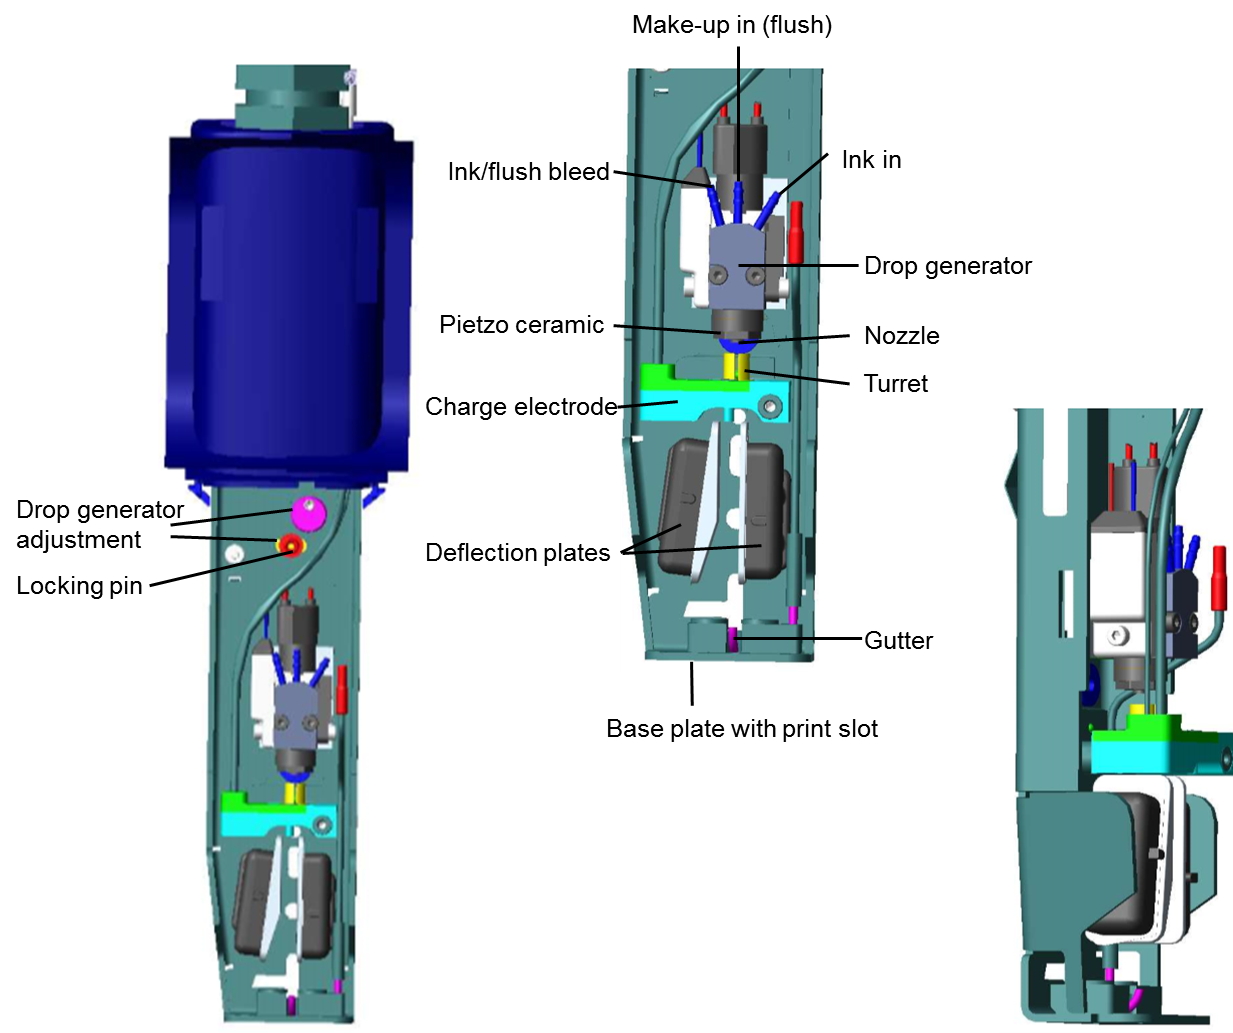 Make-up in (flush)
Ink/flush bleed
Ink in
Drop generator
Pietzo ceramic
Nozzle
Turret
Charge electrode
Drop generator
adjustment
Locking pin
Deflection plates
Gutter
Base plate with print slot